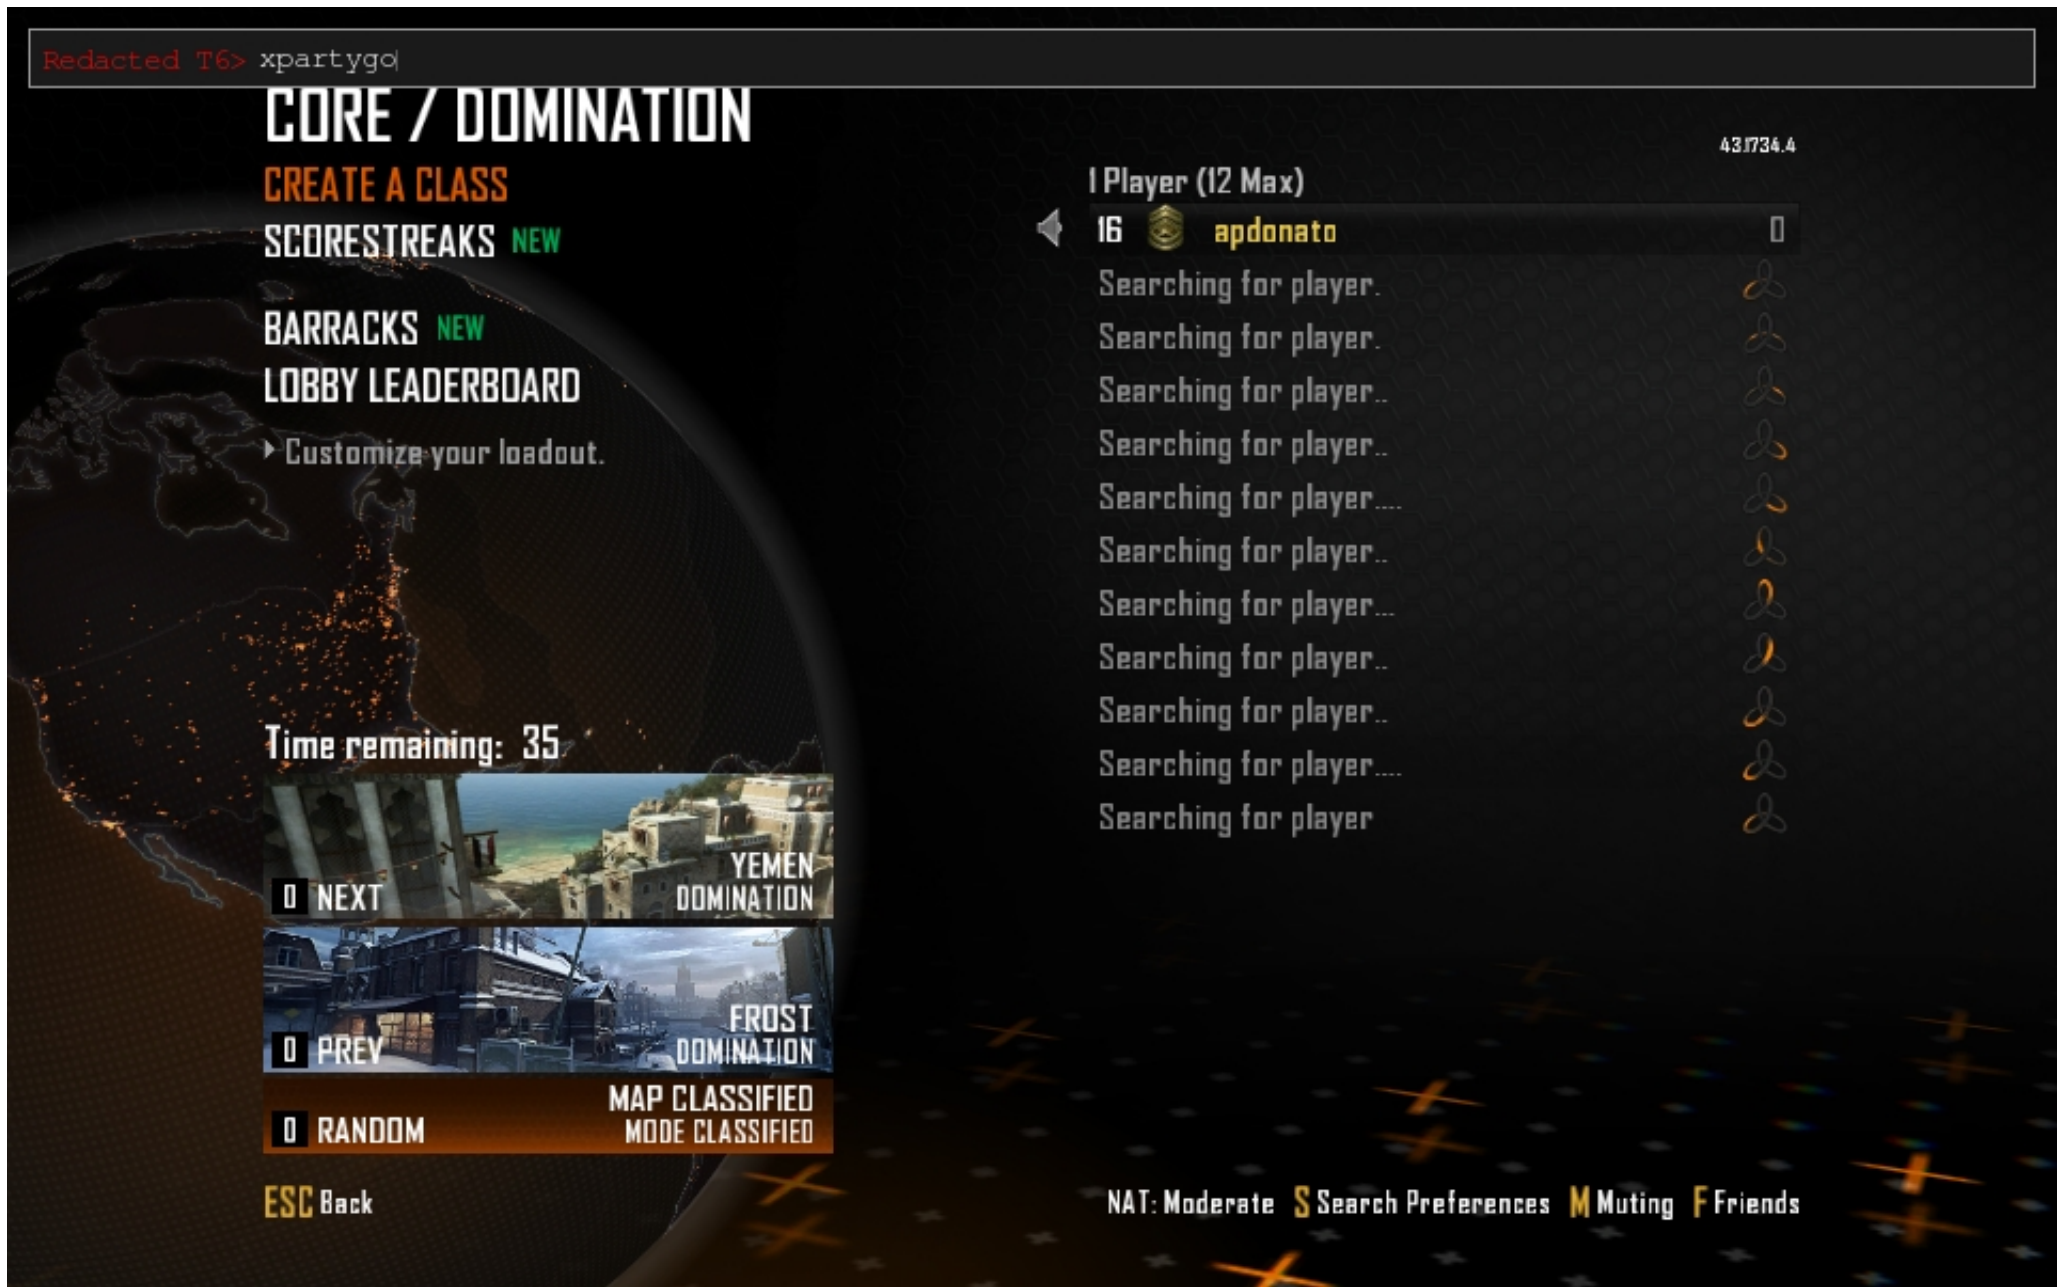 Redacted T6> xpartygo
CORE / DOMINATION
CREATE A CLASS
SCORESTREAKS NEW
BARRACKS NEW
LOBBY LEADERBOARD
Customize your loadout.
Time remaining: 35
YEMEN
0 NEXT DOMINATION
FROST
0 PREV DOMINATION
MAP CLASSIFIED
0 RANDOM MODE CLASSIFIED
ESC Back
43.1734.4
1 Player (12 Max)
16 apdonato 0
Searching for player.
Searching for player.
Searching for player..
Searching for player..
Searching for player....
Searching for player..
Searching for player...
Searching for player..
Searching for player..
Searching for player....
Searching for player
NAT: Moderate S Search Preferences M Muting F Friends